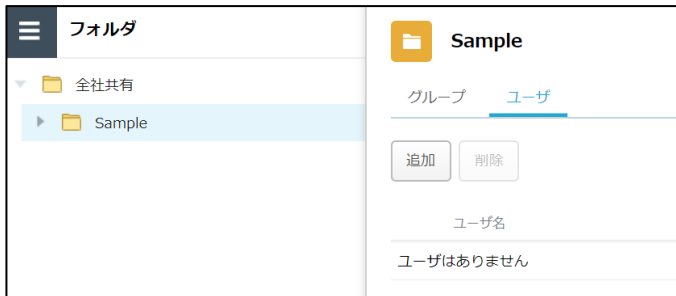 フォルダ
全社共有
Sample
Sample
グループ
ユーザ
追加
削除
ユーザ名
ユーザはありません